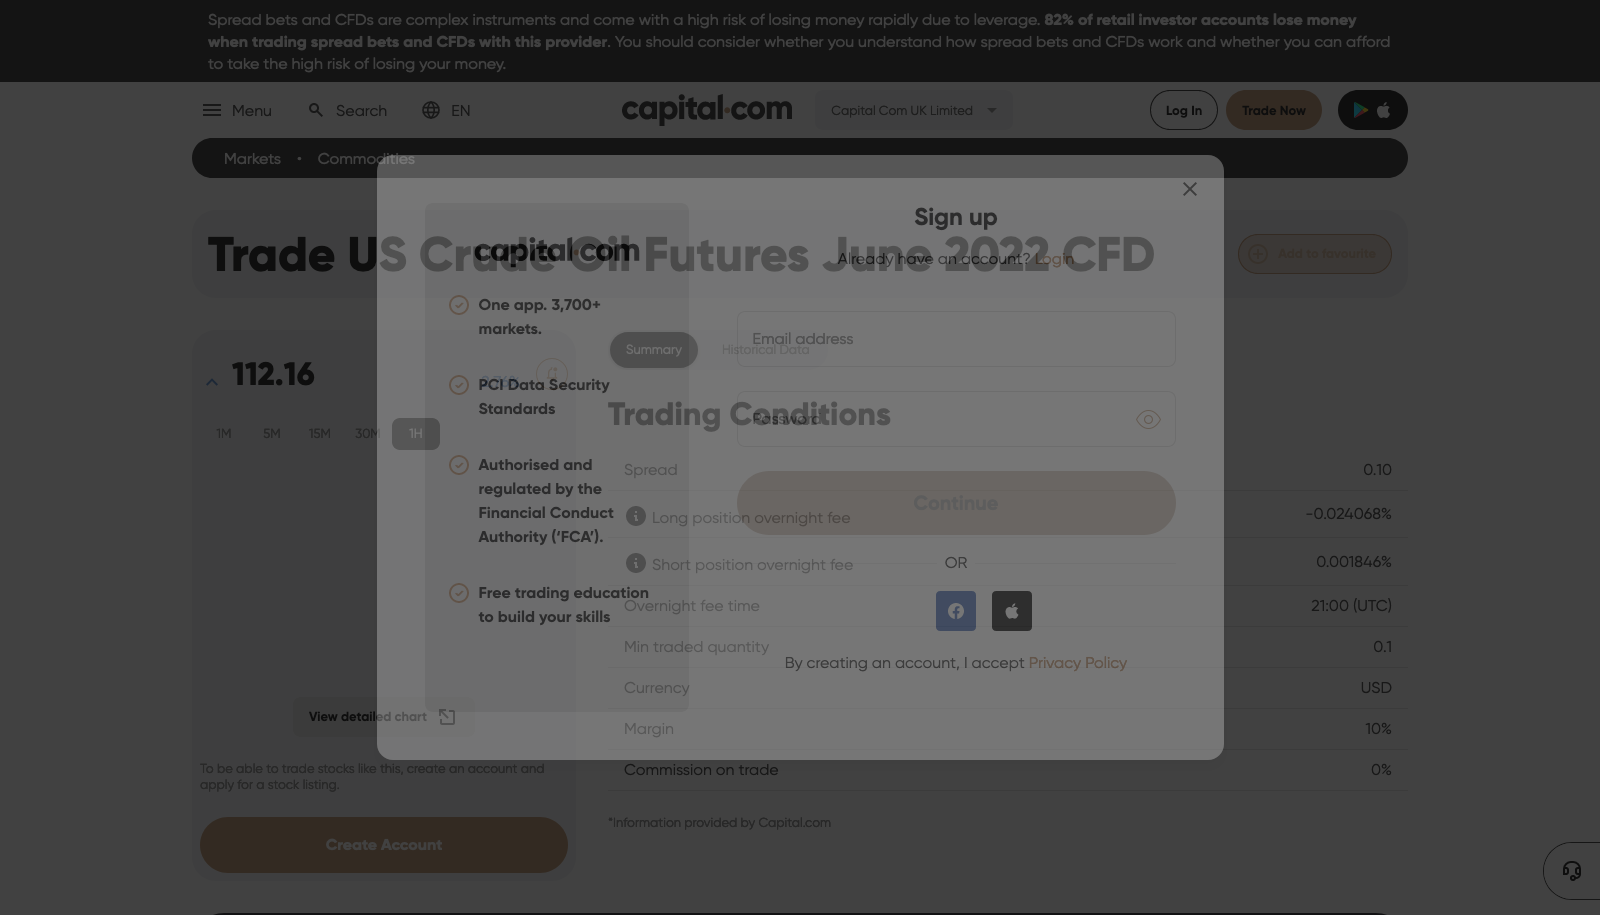 Spread bets and CFDs are complex instruments and come with a high risk of losing money rapidly due to leverage. 82% of retail investor accounts lose money
when trading spread bets and CFDs with this provider. You should consider whether you understand how spread bets and CFDs work and whether you can afford
to take the high risk of losing your money.
Menu
Search
EN
capital.com
Capital Com UK Limited
Log In
Trade Now
Markets • Commodities
Trade US Crude Oil Futures June 2022 CFD
Add to favourite
112.16
1M 5M 15M 30M 1H
View detailed chart
To be able to trade stocks like this, create an account and
apply for a stock listing.
Create Account
Summary
Historical Data
Trading Conditions
Spread 0.10
Long position overnight fee -0.024068%
Short position overnight fee 0.001846%
Overnight fee time 21:00 (UTC)
Min traded quantity 0.1
Currency USD
Margin 10%
Commission on trade 0%
*Information provided by Capital.com
capital.com
One app. 3,700+
markets.
PCI Data Security
Standards
Authorised and
regulated by the
Financial Conduct
Authority (‘FCA’).
Free trading education
to build your skills
Sign up
Already have an account? Login
Email address
Password
Continue
OR
By creating an account, I accept Privacy Policy